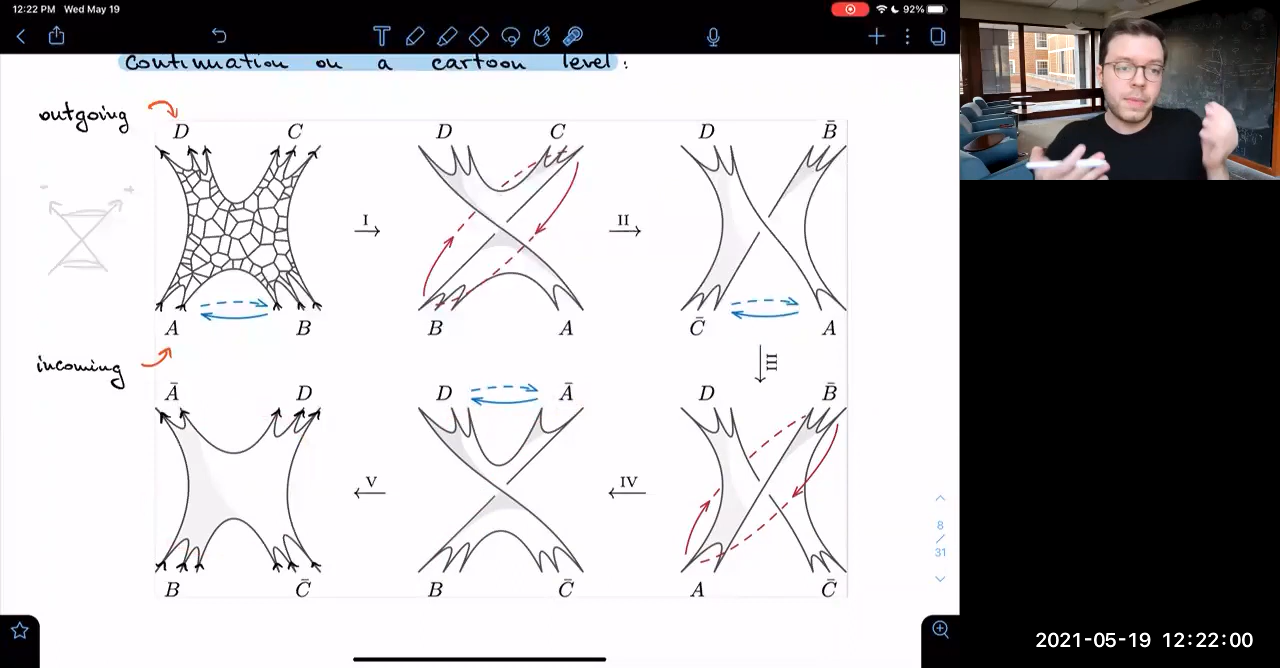 12:22 PM Wed May 19
92%
continuation on a cartoon level:
outgoing
D C D C D B̄
I II
A B B A C̄ A
incoming
III
Ā D D Ā D B̄
V IV
B C̄ B C̄ A C̄
8
/
31
2021-05-19 12:22:00